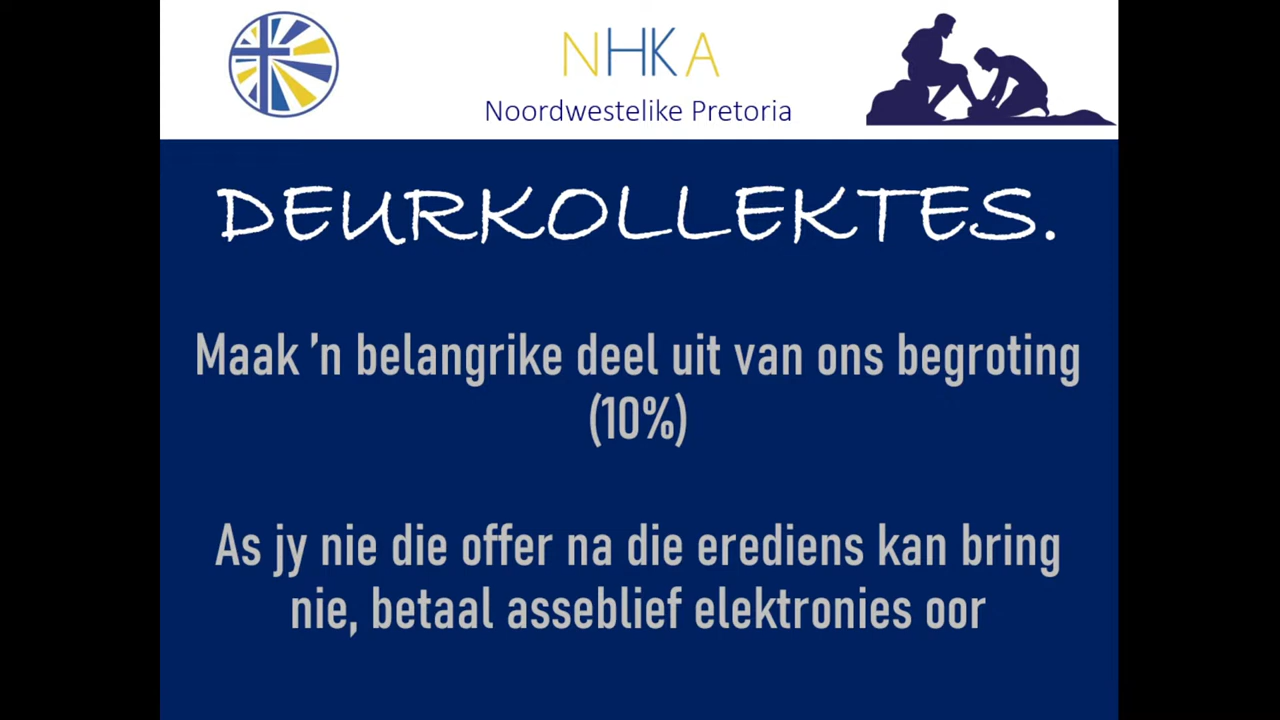 NHKA
Noordwestelike Pretoria
DEURKOLLEKTES.
Maak 'n belangrike deel uit van ons begroting
(10%)
As jy nie die offer na die erediens kan bring
nie, betaal asseblief elektronies oor